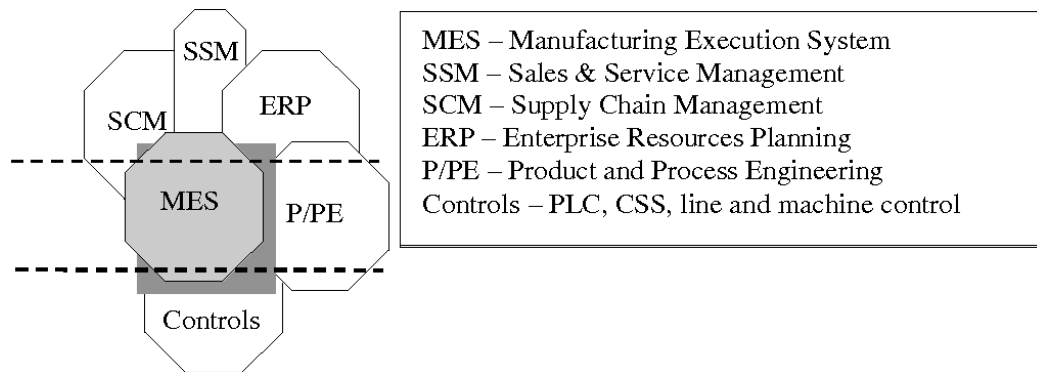 SSM
SCM
ERP
MES
P/PE
Controls
MES – Manufacturing Execution System
SSM – Sales & Service Management
SCM – Supply Chain Management
ERP – Enterprise Resources Planning
P/PE – Product and Process Engineering
Controls – PLC, CSS, line and machine control